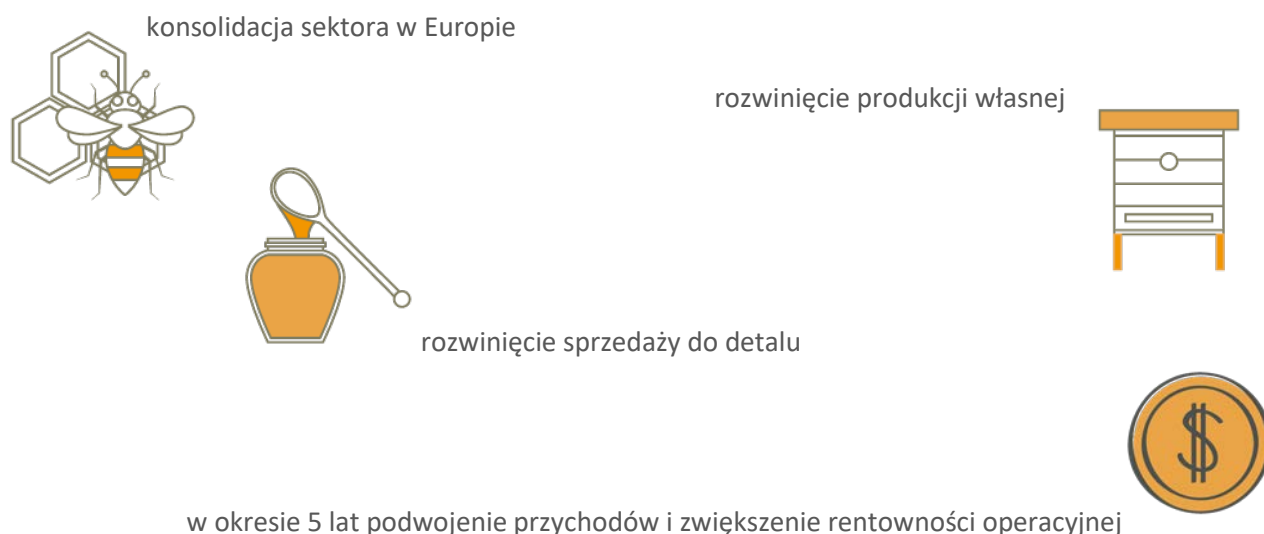 konsolidacja sektora w Europie
rozwinięcie produkcji własnej
rozwinięcie sprzedaży do detalu
$
w okresie 5 lat podwojenie przychodów i zwiększenie rentowności operacyjnej